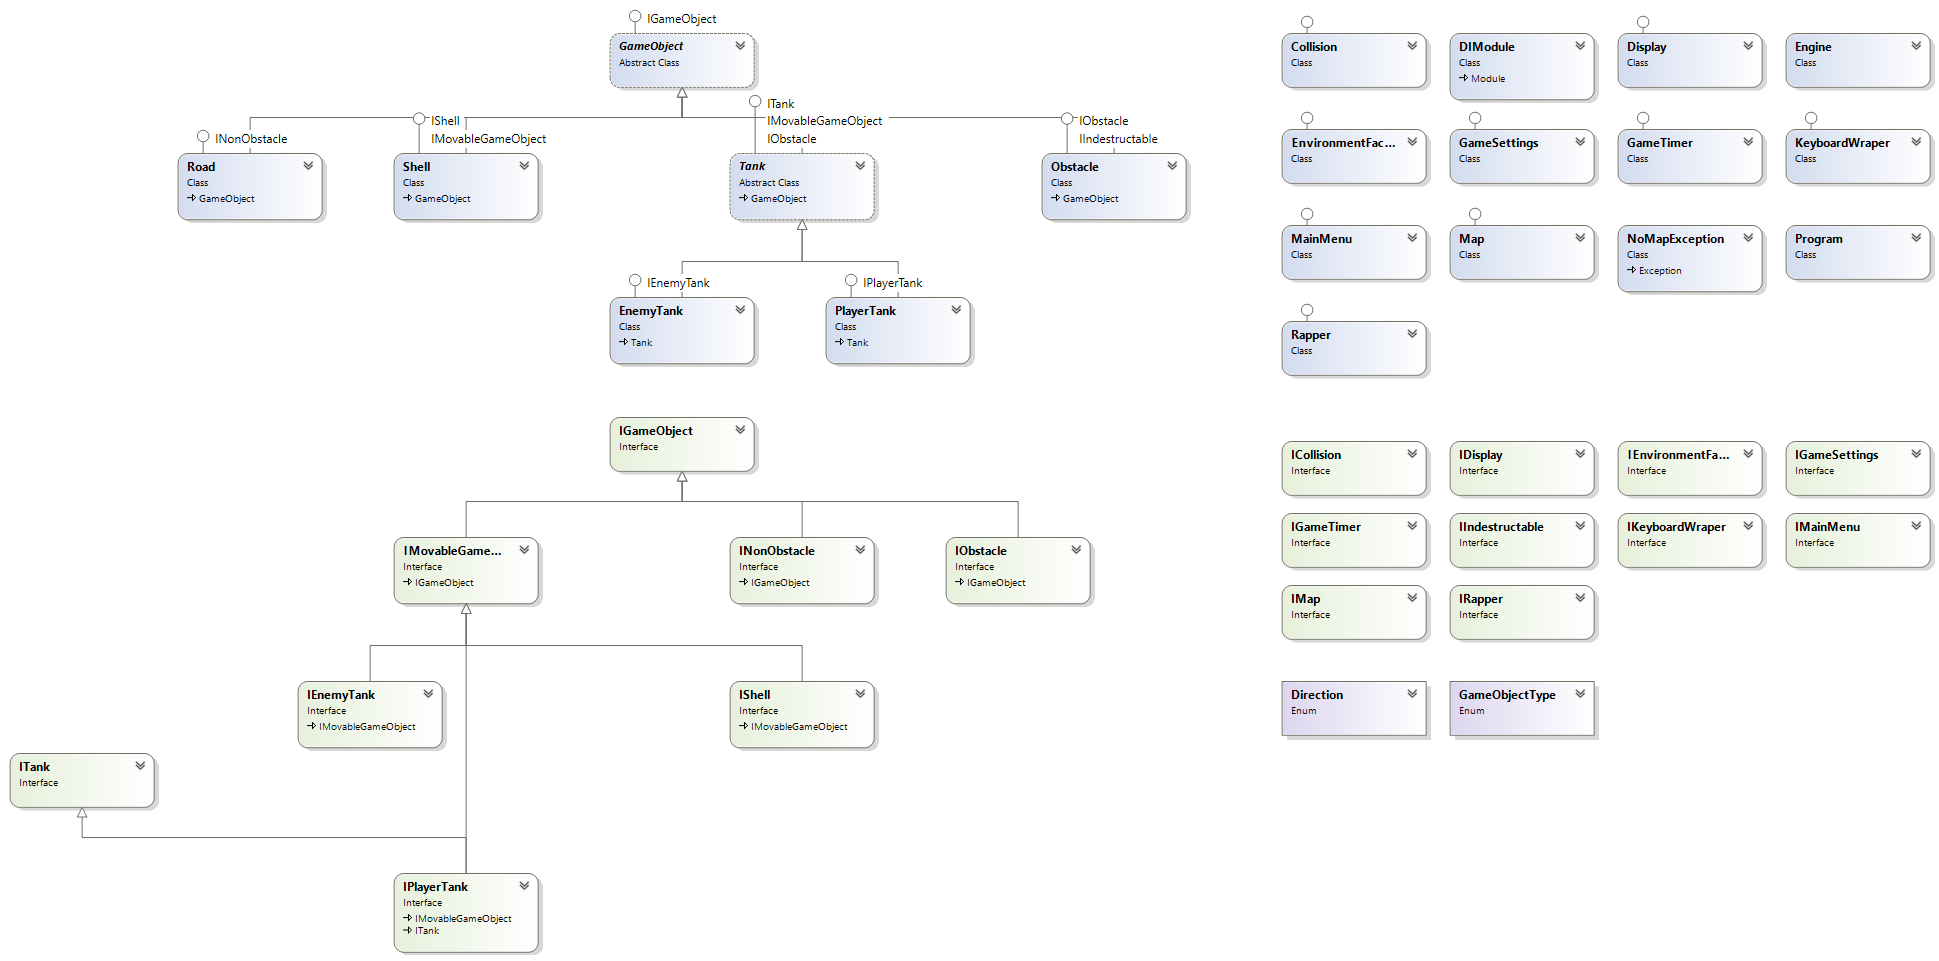 IGameObject
GameObject
Abstract Class
INonObstacle
Road
Class
GameObject
IShell
IMovableGameObject
Shell
Class
GameObject
ITank
IMovableGameObject
IObstacle
Tank
Abstract Class
GameObject
IObstacle
IIndestructable
Obstacle
Class
GameObject
IEnemyTank
EnemyTank
Class
Tank
IPlayerTank
PlayerTank
Class
Tank
IGameObject
Interface
IMovableGame...
Interface
IGameObject
INonObstacle
Interface
IGameObject
IObstacle
Interface
IGameObject
IEnemyTank
Interface
IMovableGameObject
IShell
Interface
IMovableGameObject
ITank
Interface
IPlayerTank
Interface
IMovableGameObject
ITank
Collision
Class
DIModule
Class
Module
Display
Class
Engine
Class
EnvironmentFac...
Class
GameSettings
Class
GameTimer
Class
KeyboardWraper
Class
MainMenu
Class
Map
Class
NoMapException
Class
Exception
Program
Class
Rapper
Class
ICollision
Interface
IDisplay
Interface
IEnvironmentFa...
Interface
IGameSettings
Interface
IGameTimer
Interface
IIndestructable
Interface
IKeyboardWraper
Interface
IMainMenu
Interface
IMap
Interface
IRapper
Interface
Direction
Enum
GameObjectType
Enum